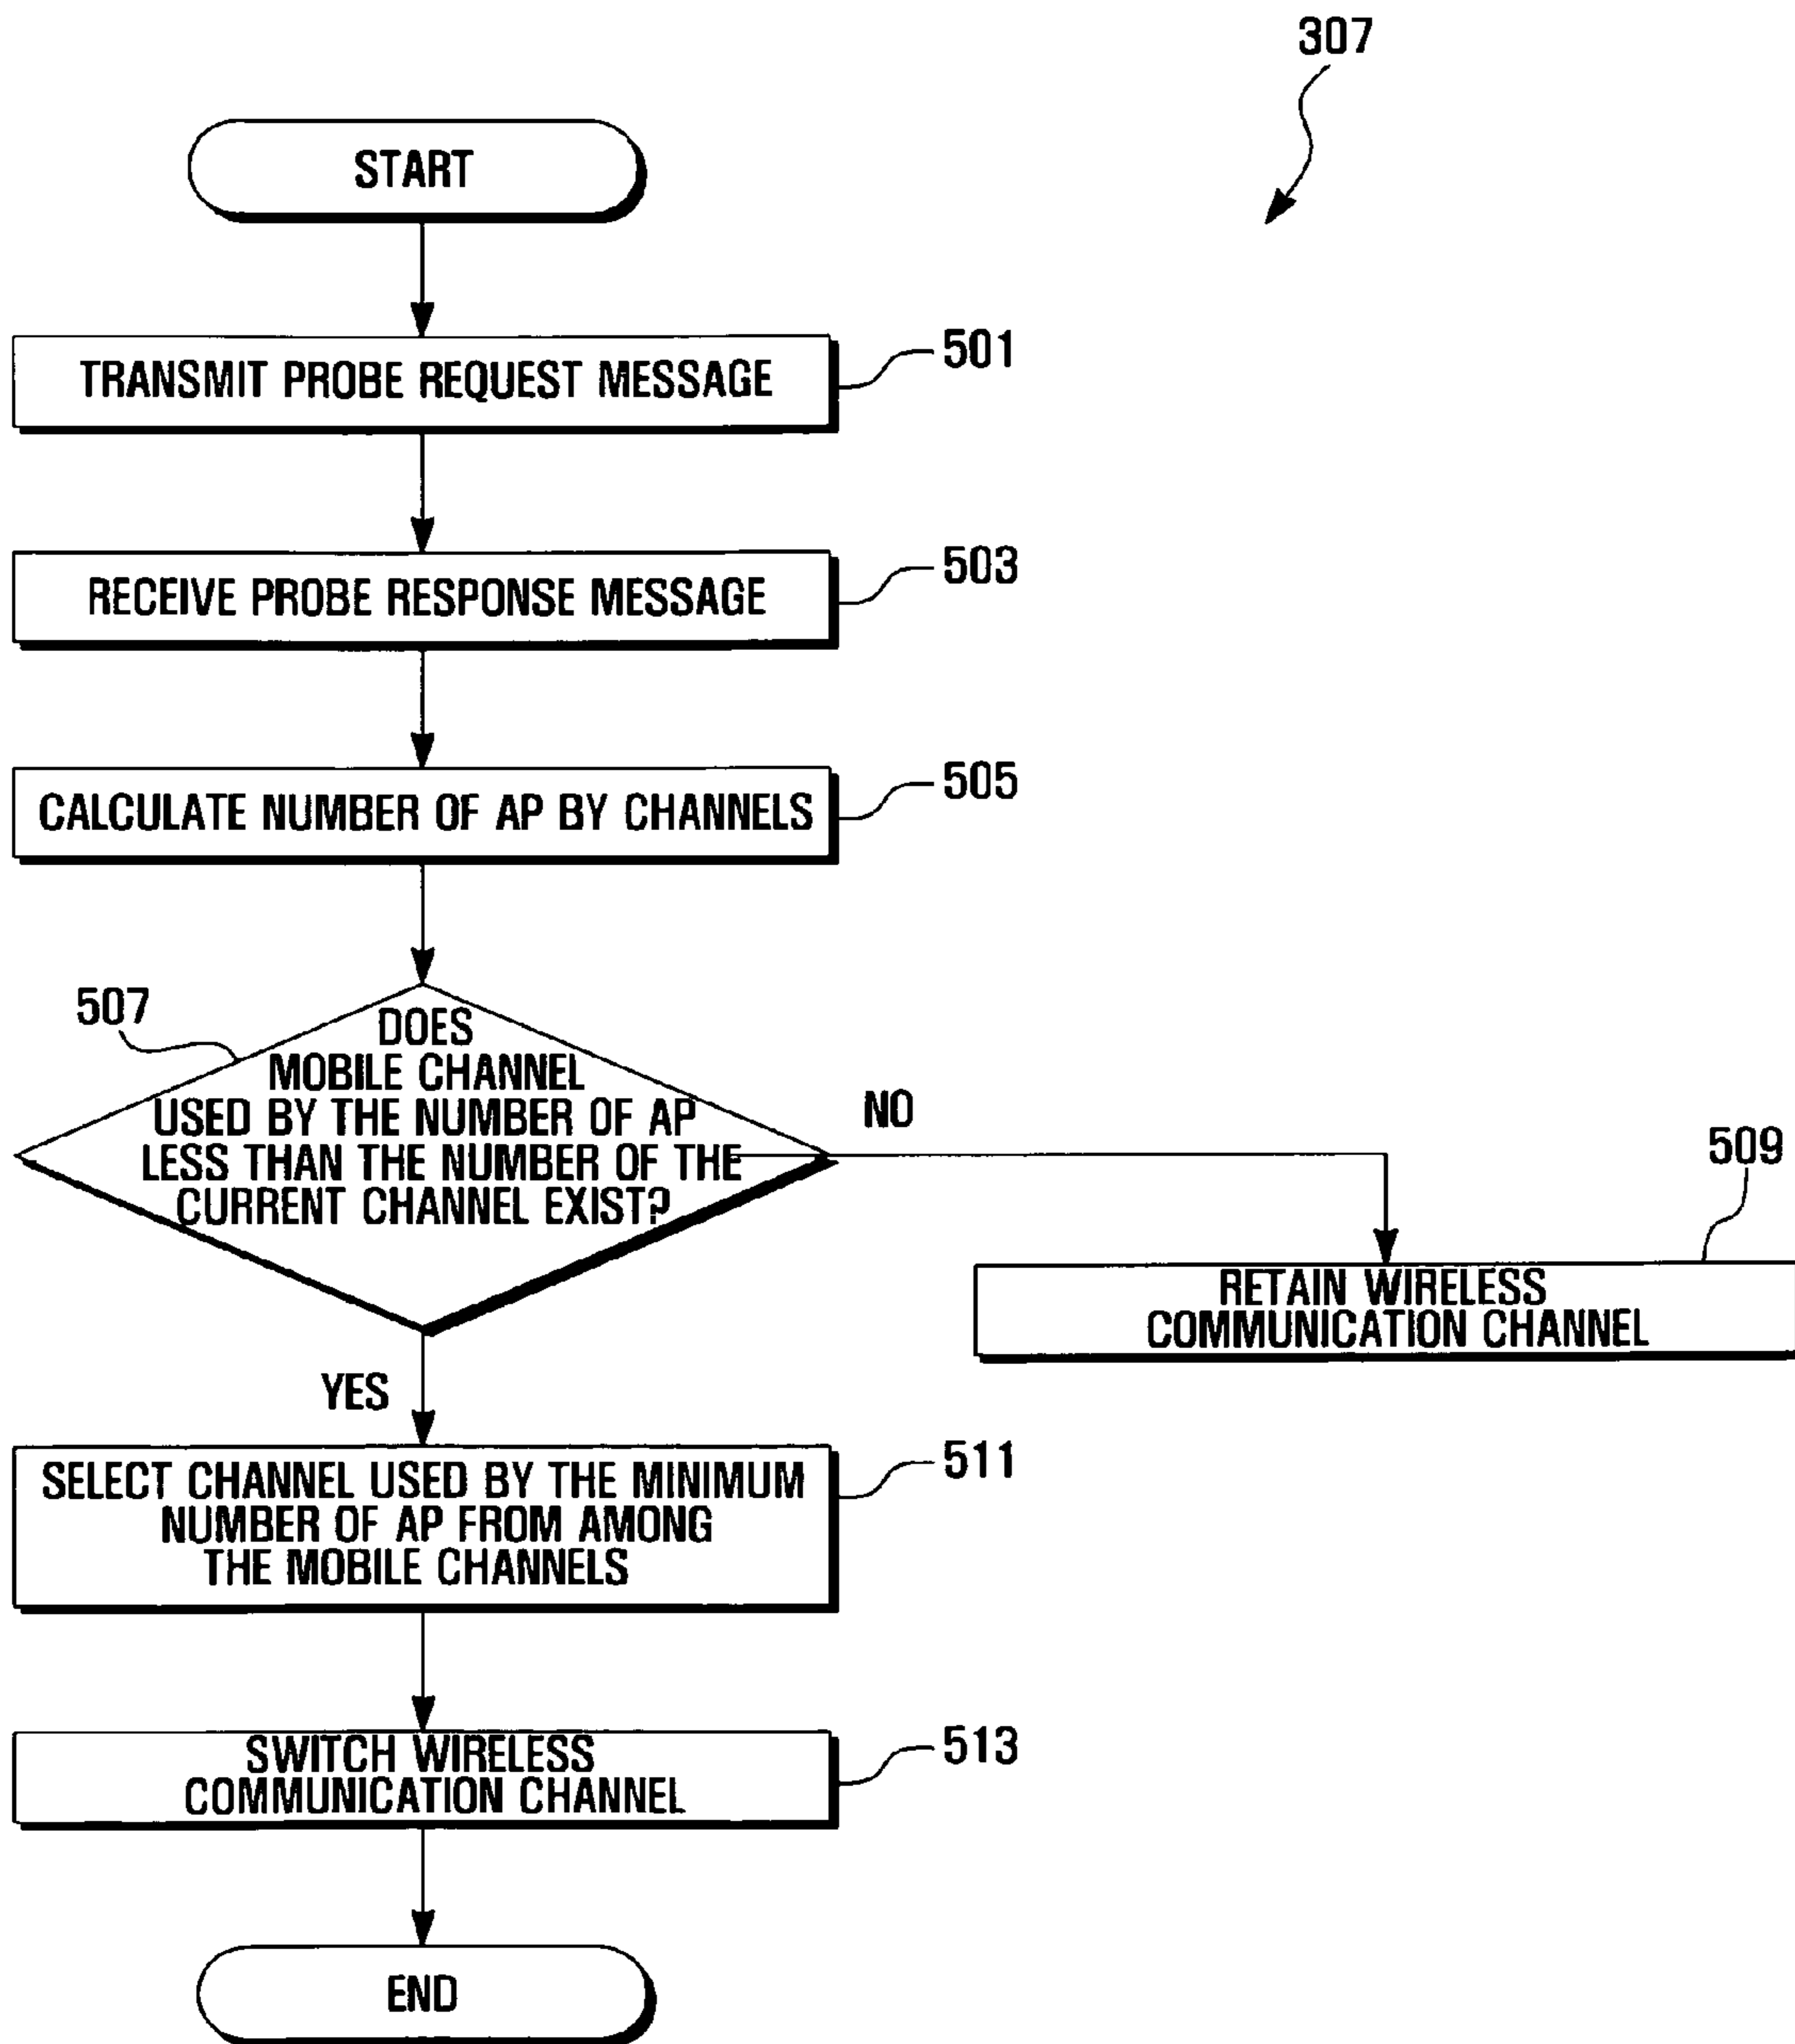 307
START
TRANSMIT PROBE REQUEST MESSAGE
501
RECEIVE PROBE RESPONSE MESSAGE
503
CALCULATE NUMBER OF AP BY CHANNELS
505
507
DOES
MOBILE CHANNEL
USED BY THE NUMBER OF AP
LESS THAN THE NUMBER OF THE
CURRENT CHANNEL EXIST?
NO
509
RETAIN WIRELESS
COMMUNICATION CHANNEL
YES
SELECT CHANNEL USED BY THE MINIMUM
NUMBER OF AP FROM AMONG
THE MOBILE CHANNELS
511
SWITCH WIRELESS
COMMUNICATION CHANNEL
513
END